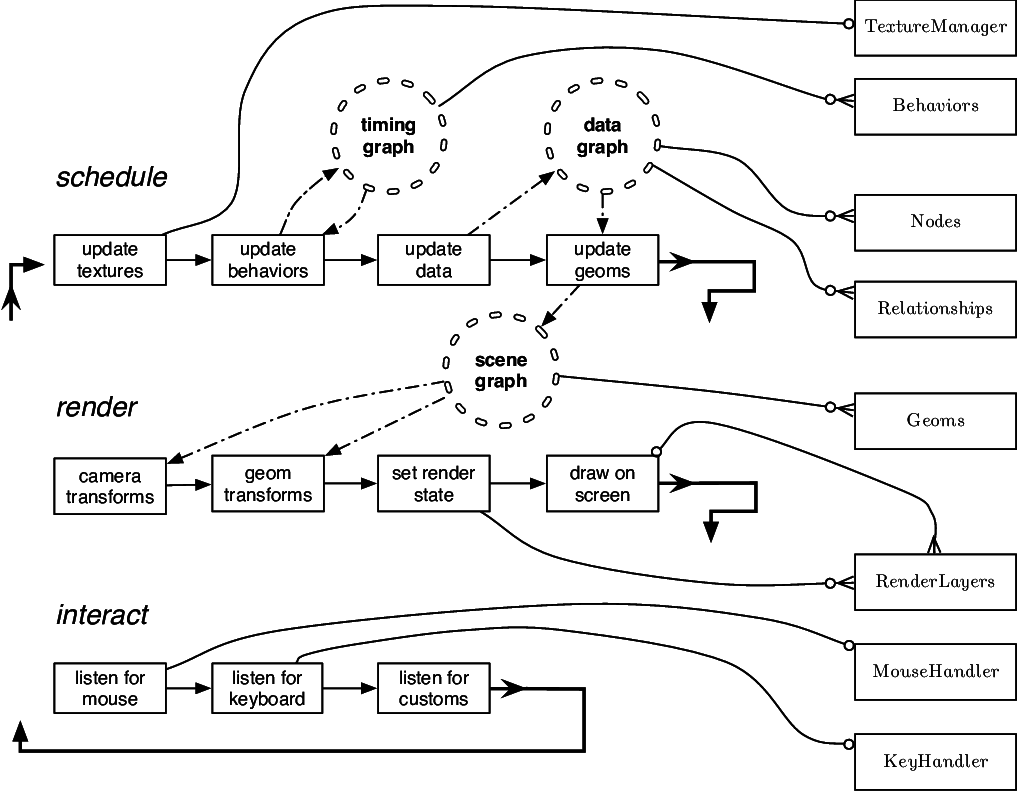 TextureManager
Behaviors
timing
graph
data
graph
schedule
Nodes
update
textures
update
behaviors
update
data
update
geoms
Relationships
scene
graph
render
Geoms
camera
transforms
geom
transforms
set render
state
draw on
screen
RenderLayers
interact
listen for
mouse
listen for
keyboard
listen for
customs
MouseHandler
KeyHandler